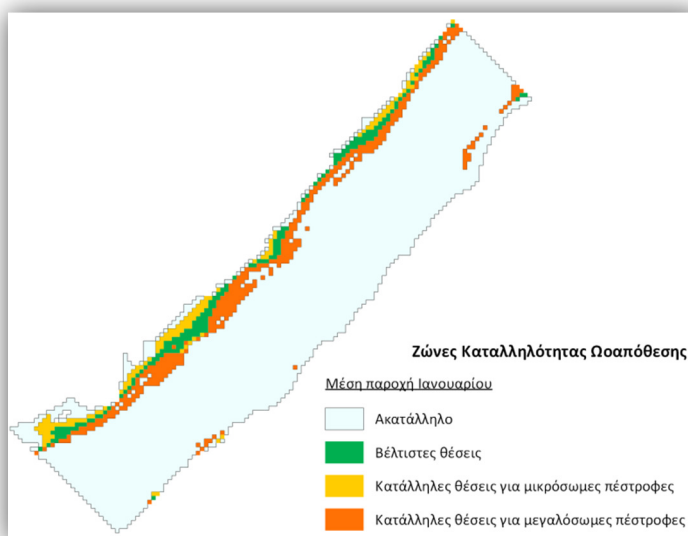 Ζώνες Καταλληλότητας Ωοαπόθεσης
Μέση παροχή Ιανουαρίου
Ακατάλληλο
Βέλτιστες θέσεις
Κατάλληλες θέσεις για μικρόσωμες πέστροφες
Κατάλληλες θέσεις για μεγαλόσωμες πέστροφες